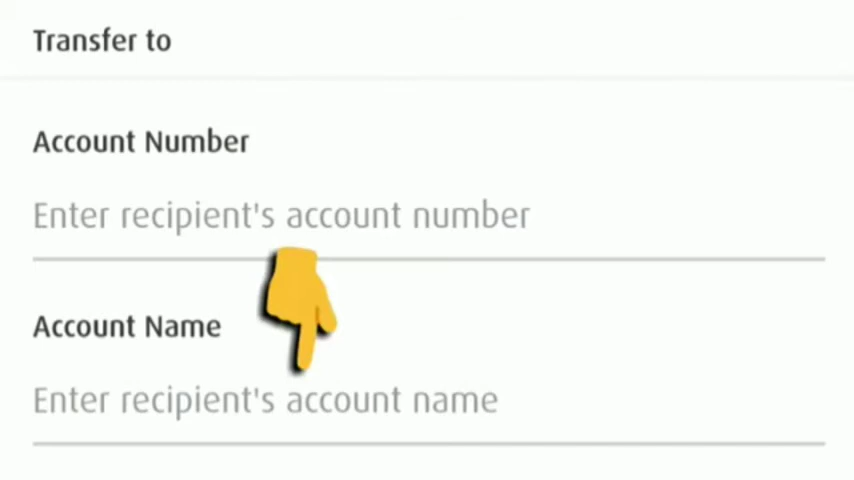 Transfer to
Account Number
Enter recipient's account number
Account Name
Enter recipient's account name